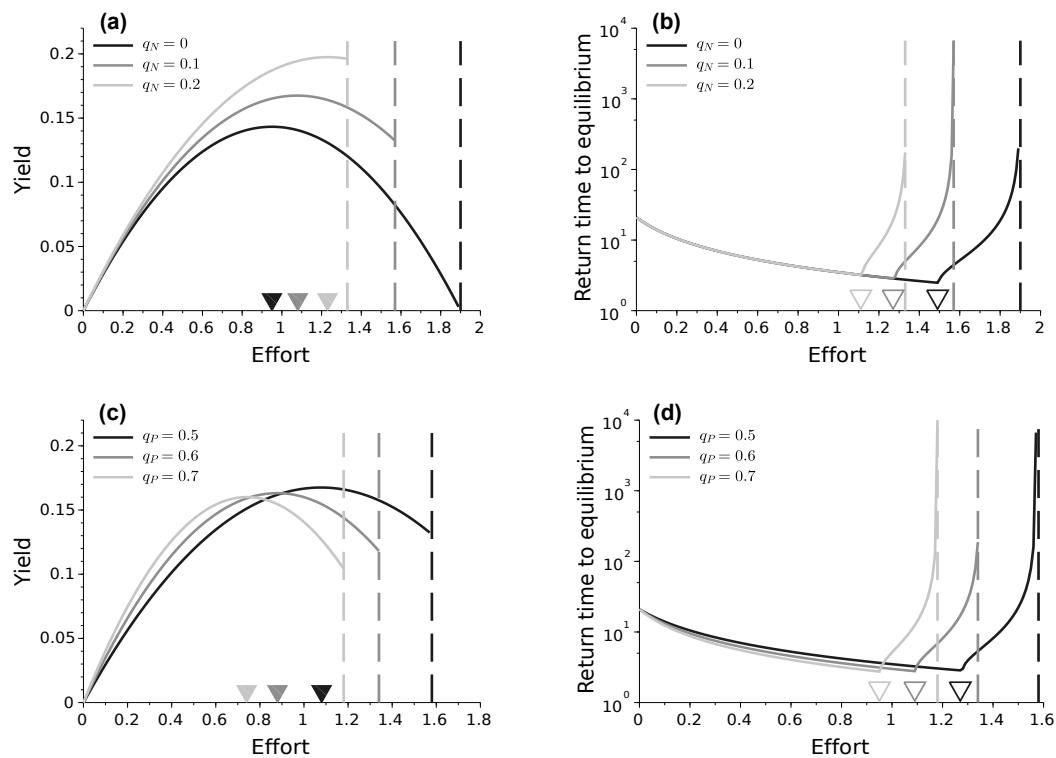 (a)
0.2
0.15
0.1
0.05
0
Yield
q_N = 0
q_N = 0.1
q_N = 0.2
0 0.2 0.4 0.6 0.8 1 1.2 1.4 1.6 1.8 2
Effort
(b)
10^4
10^3
10^2
10^1
10^0
Return time to equilibrium
q_N = 0
q_N = 0.1
q_N = 0.2
0 0.2 0.4 0.6 0.8 1 1.2 1.4 1.6 1.8 2
Effort
(c)
0.2
0.15
0.1
0.05
0
Yield
q_P = 0.5
q_P = 0.6
q_P = 0.7
0 0.2 0.4 0.6 0.8 1 1.2 1.4 1.6 1.8
Effort
(d)
10^4
10^3
10^2
10^1
10^0
Return time to equilibrium
q_P = 0.5
q_P = 0.6
q_P = 0.7
0 0.2 0.4 0.6 0.8 1 1.2 1.4 1.6
Effort